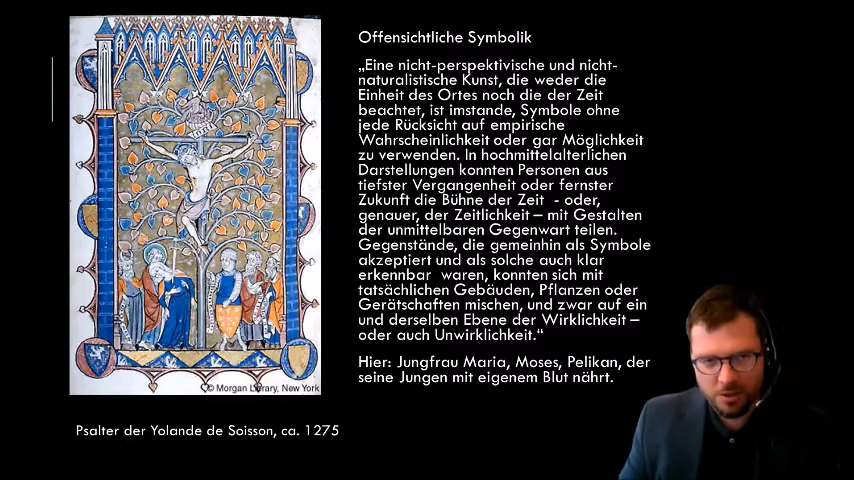 Offensichtliche Symbolik
„Eine nicht-perspektivische und nicht-
naturalistische Kunst, die weder die
Einheit des Ortes noch die der Zeit
beachtet, ist imstande, Symbole ohne
jede Rücksicht auf empirische
Wahrscheinlichkeit oder gar Möglichkeit
zu verwenden. In hochmittelalterlichen
Darstellungen konnten Personen aus
tiefster Vergangenheit oder fernster
Zukunft die Bühne der Zeit - oder,
genauer, der Zeitlichkeit – mit Gestalten
der unmittelbaren Gegenwart teilen.
Gegenstände, die gemeinhin als Symbole
akzeptiert und als solche auch klar
erkennbar waren, konnten sich mit
tatsächlichen Gebäuden, Pflanzen oder
Gerätschaften mischen, und zwar auf ein
und derselben Ebene der Wirklichkeit –
oder auch Unwirklichkeit.“
Hier: Jungfrau Maria, Moses, Pelikan, der
seine Jungen mit eigenem Blut nährt.
© Morgan Library, New York
Psalter der Yolande de Soisson, ca. 1275